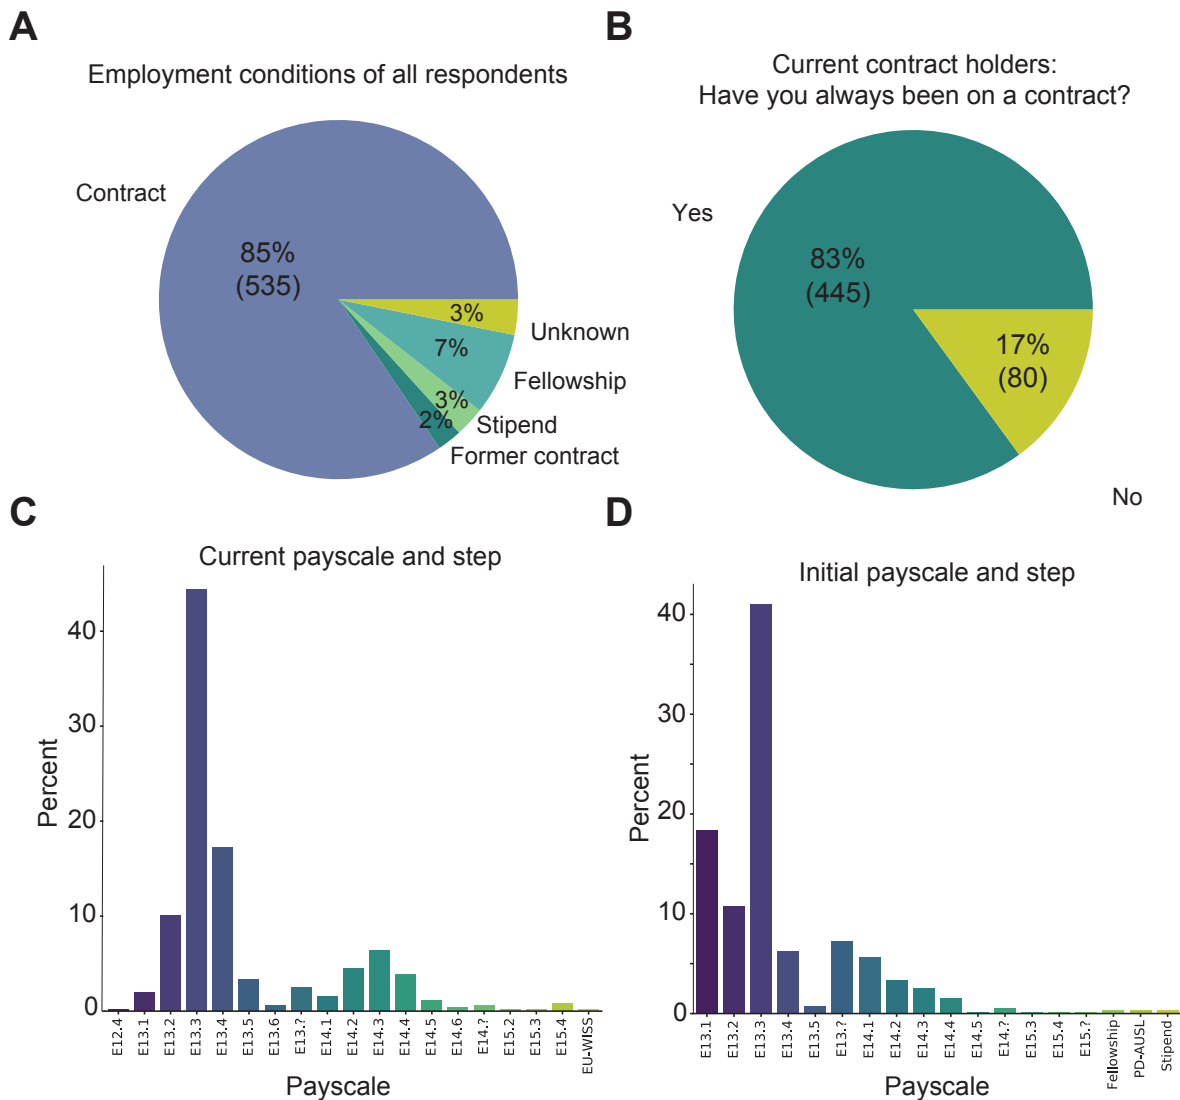 A
Employment conditions of all respondents
Contract
85%
(535)
3%
Unknown
7%
Fellowship
3%
Stipend
2%
Former contract
B
Current contract holders:
Have you always been on a contract?
Yes
83%
(445)
17%
(80)
No
C
Current payscale and step
Percent
40
30
20
10
0
E12.4
E13.1
E13.2
E13.3
E13.4
E13.5
E13.6
E13.?
E14.1
E14.2
E14.3
E14.4
E14.5
E14.6
E14.?
E15.2
E15.3
E15.4
EU-WISS
Payscale
D
Initial payscale and step
Percent
40
30
20
10
0
E13.1
E13.2
E13.3
E13.4
E13.5
E13.?
E14.1
E14.2
E14.3
E14.4
E14.5
E14.?
E15.3
E15.4
E15.?
Fellowship
PD-AUSL
Stipend
Payscale